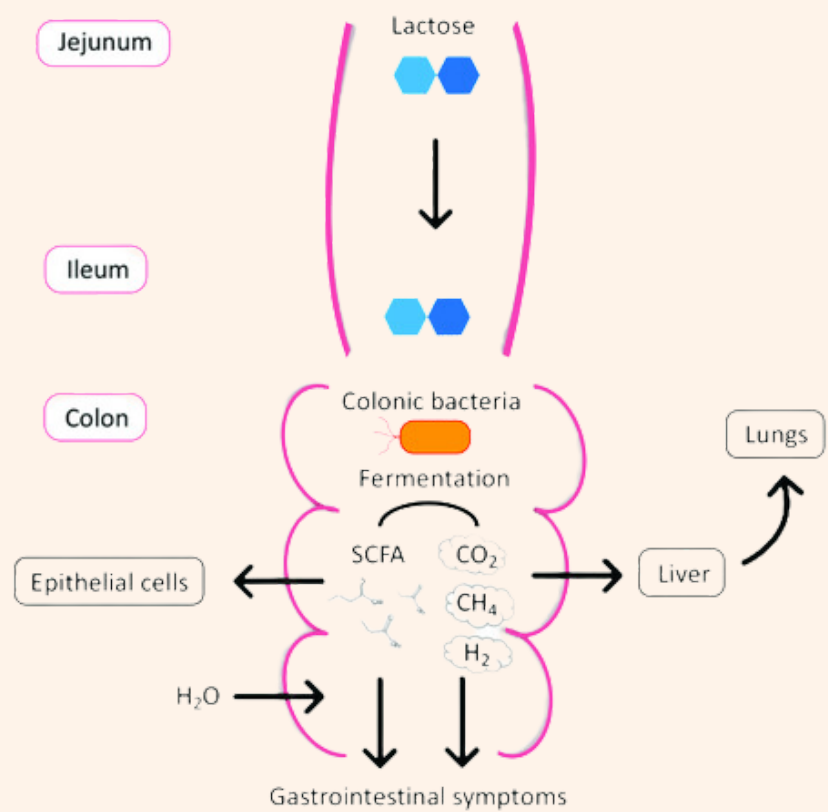 Jejunum
Lactose
Ileum
Colon
Colonic bacteria
Fermentation
Lungs
SCFA
CO₂
Epithelial cells
Liver
CH₄
H₂
H₂O
Gastrointestinal symptoms